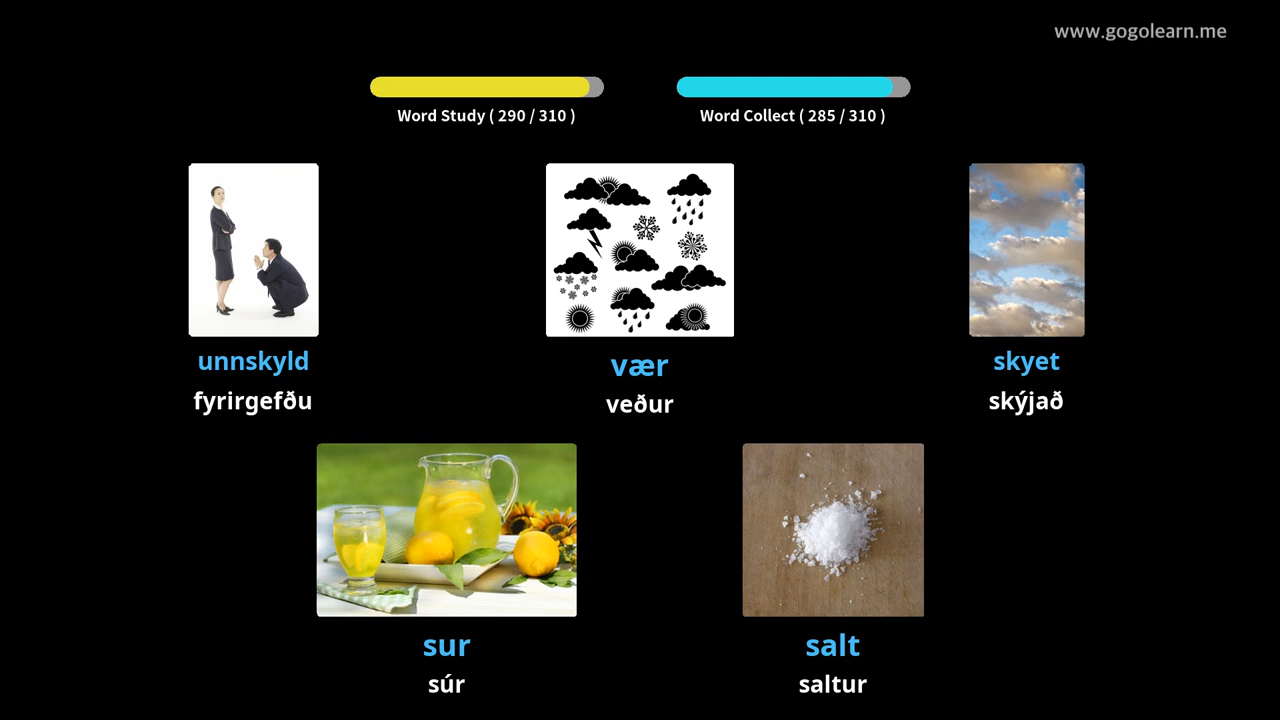 www.gogolearn.me
Word Study ( 290 / 310 )
Word Collect ( 285 / 310 )
unnskyld
fyrirgefðu
vær
veður
skyet
skýjað
sur
súr
salt
saltur